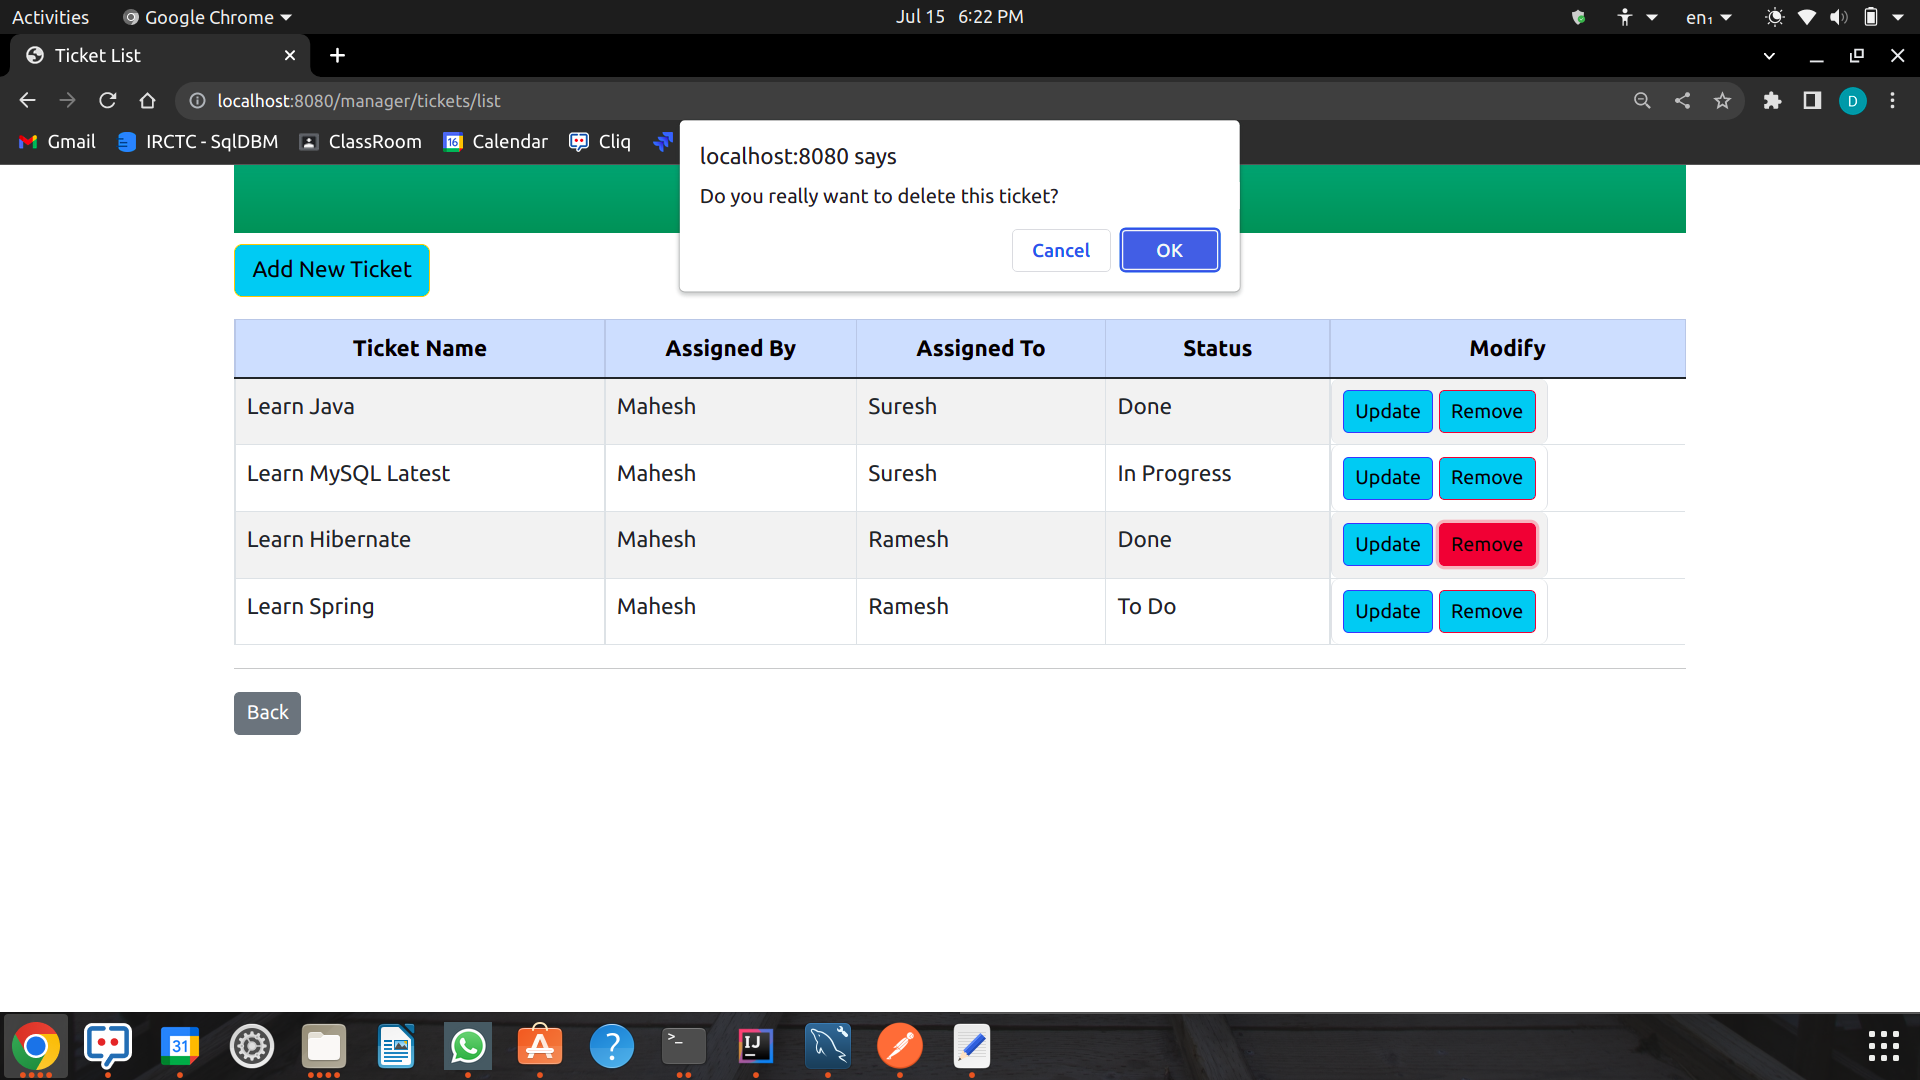 Activities Google Chrome Jul 15 6:22 PM en₁
Ticket List
localhost:8080/manager/tickets/list D
Gmail IRCTC - SqlDBM ClassRoom 16 Calendar Cliq
localhost:8080 says
Do you really want to delete this ticket?
Cancel OK
Add New Ticket
Ticket Name Assigned By Assigned To Status Modify
Learn Java Mahesh Suresh Done Update Remove
Learn MySQL Latest Mahesh Suresh In Progress Update Remove
Learn Hibernate Mahesh Ramesh Done Update Remove
Learn Spring Mahesh Ramesh To Do Update Remove
Back
31 ? >_ IJ